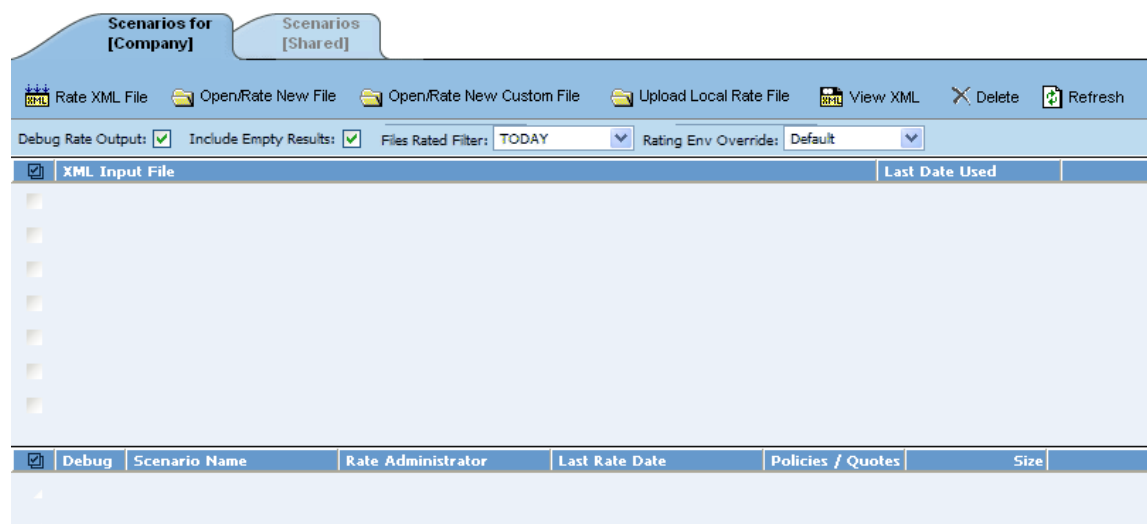 Scenarios for
[Company]
Scenarios
[Shared]
XML Rate XML File Open/Rate New File Open/Rate New Custom File Upload Local Rate File XML View XML Delete Refresh
Debug Rate Output: Include Empty Results: Files Rated Filter: TODAY Rating Env Override: Default
XML Input File Last Date Used
Debug Scenario Name Rate Administrator Last Rate Date Policies / Quotes Size